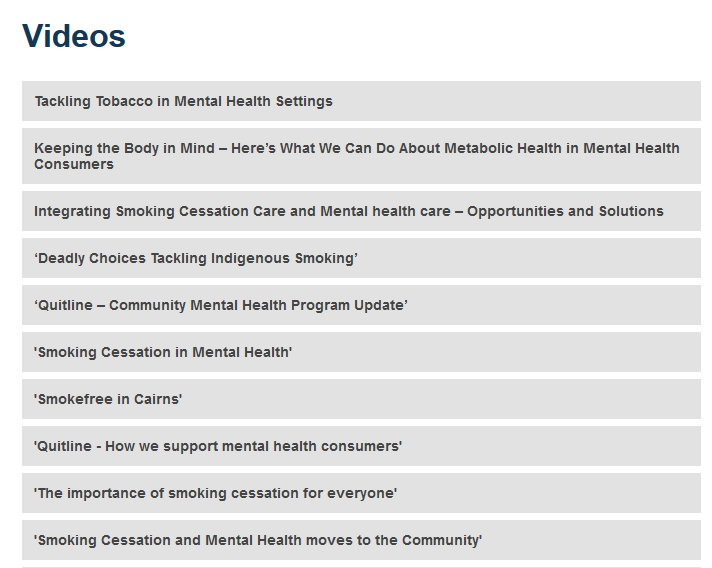 Videos
Tackling Tobacco in Mental Health Settings
Keeping the Body in Mind – Here’s What We Can Do About Metabolic Health in Mental Health
Consumers
Integrating Smoking Cessation Care and Mental health care – Opportunities and Solutions
‘Deadly Choices Tackling Indigenous Smoking’
‘Quitline – Community Mental Health Program Update’
'Smoking Cessation in Mental Health'
'Smokefree in Cairns'
'Quitline - How we support mental health consumers'
'The importance of smoking cessation for everyone'
'Smoking Cessation and Mental Health moves to the Community'